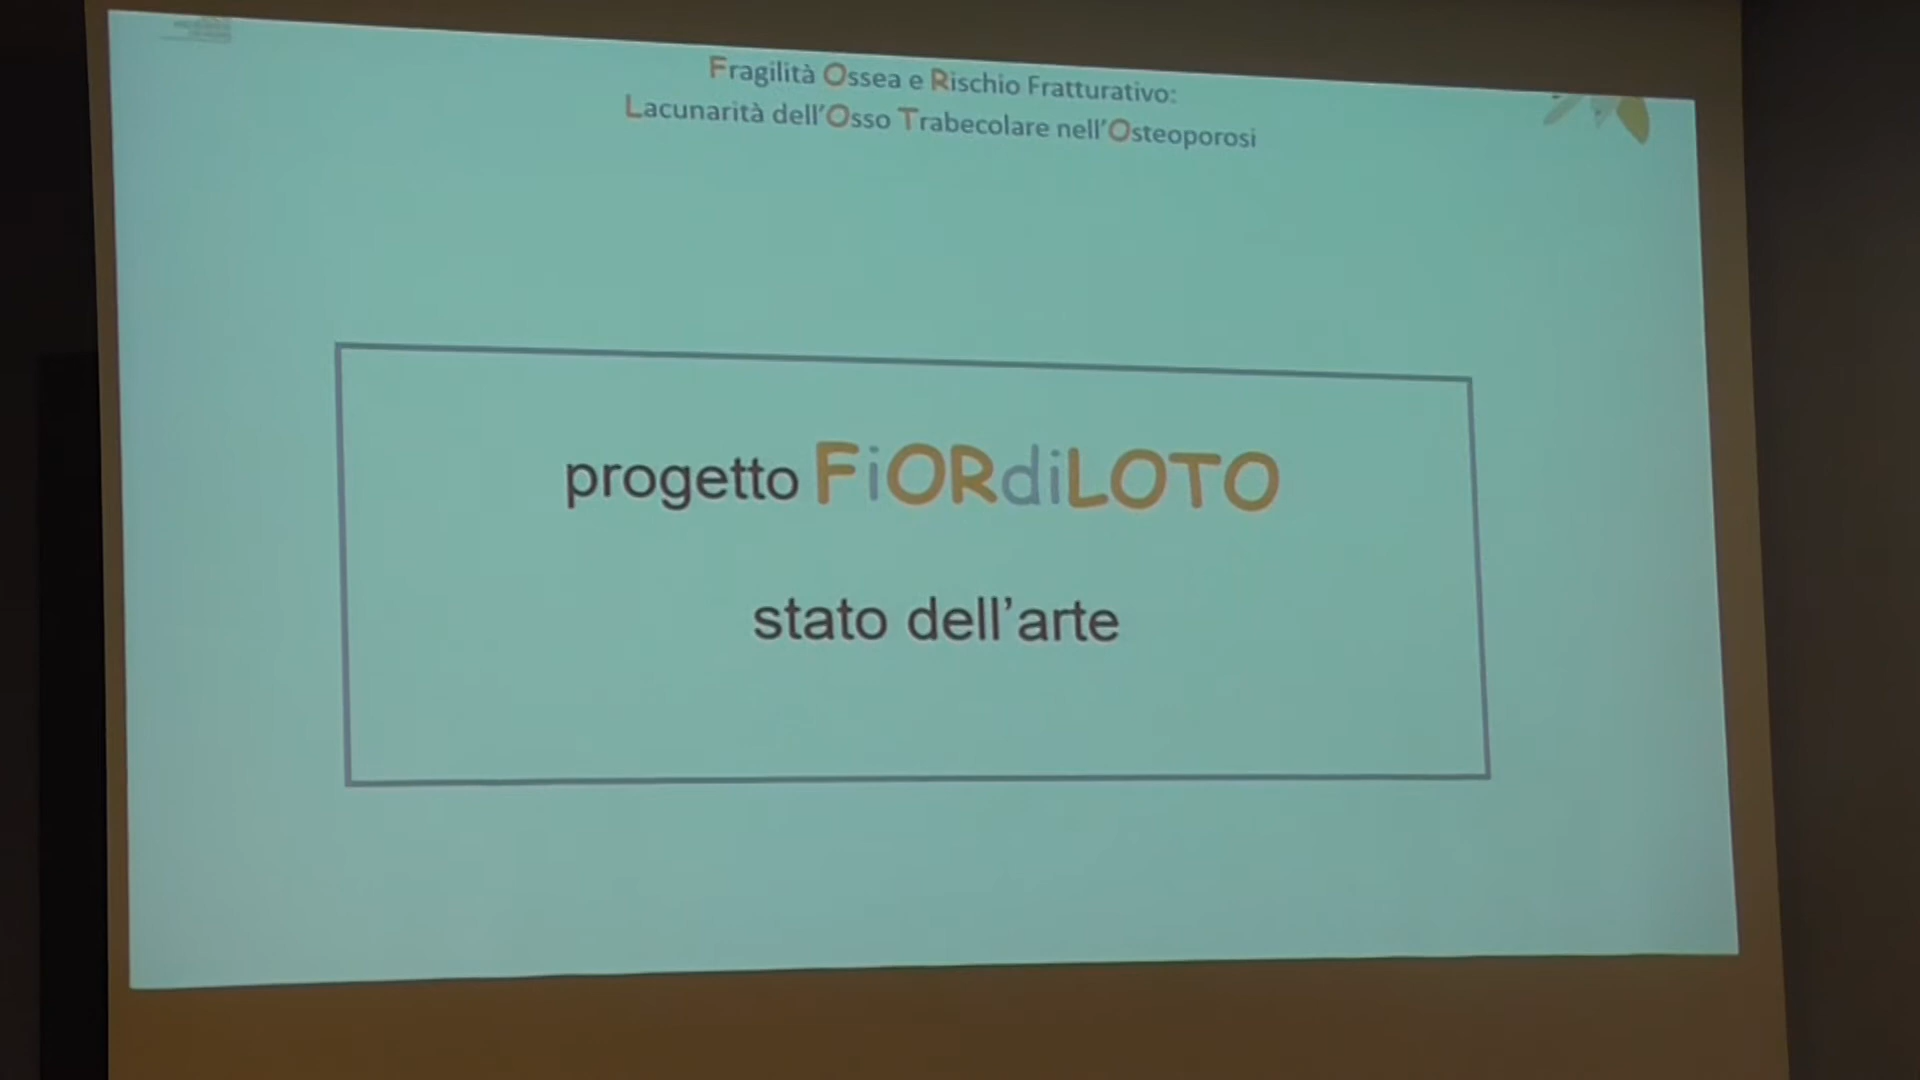 Fragilità Ossea e Rischio Fratturativo:
Lacunarità dell'Osso Trabecolare nell'Osteoporosi
progetto FiORdiLOTO
stato dell'arte